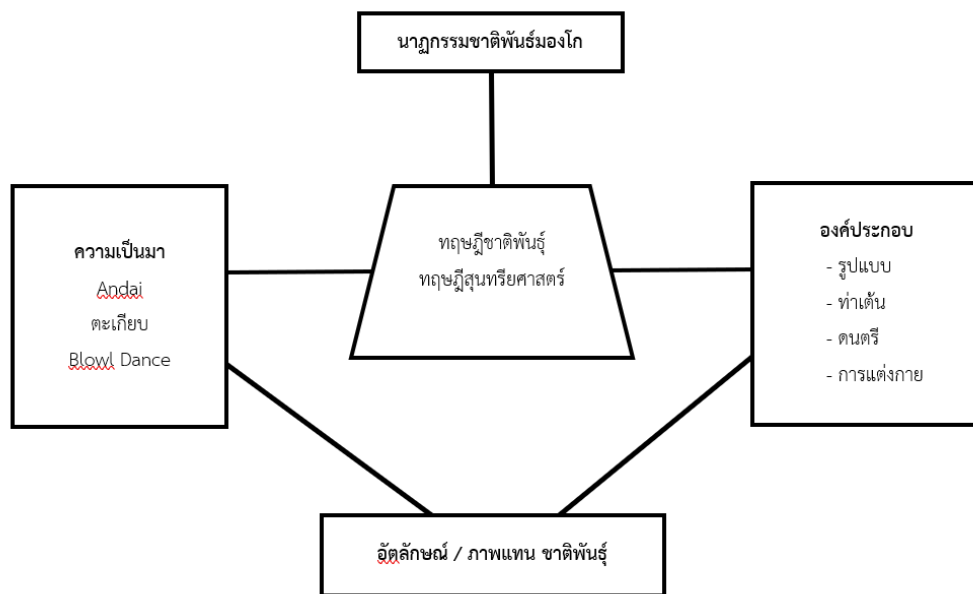 นาฏกรรมชาติพันธ์มองโก
ทฤษฎีชาติพันธุ์
ทฤษฎีสุนทรียศาสตร์
ความเป็นมา
Andai
ตะเกียบ
Blowl Dance
องค์ประกอบ
- รูปแบบ
- ท่าเต้น
- ดนตรี
- การแต่งกาย
อัตลักษณ์ / ภาพแทน ชาติพันธุ์